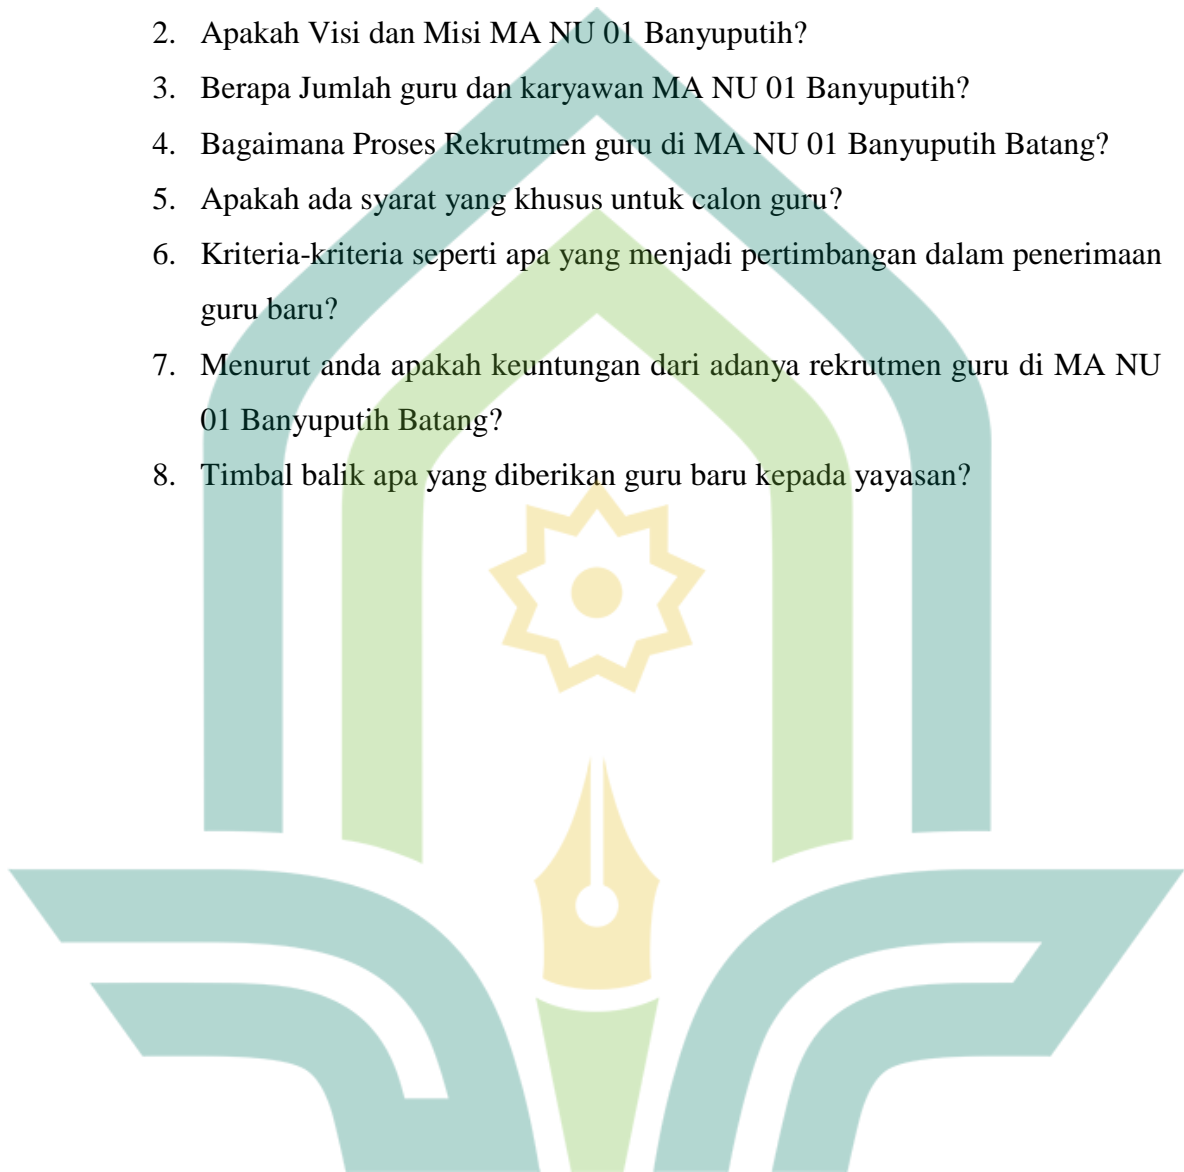 2. Apakah Visi dan Misi MA NU 01 Banyuputih?
3. Berapa Jumlah guru dan karyawan MA NU 01 Banyuputih?
4. Bagaimana Proses Rekrutmen guru di MA NU 01 Banyuputih Batang?
5. Apakah ada syarat yang khusus untuk calon guru?
6. Kriteria-kriteria seperti apa yang menjadi pertimbangan dalam penerimaan
guru baru?
7. Menurut anda apakah keuntungan dari adanya rekrutmen guru di MA NU
01 Banyuputih Batang?
8. Timbal balik apa yang diberikan guru baru kepada yayasan?